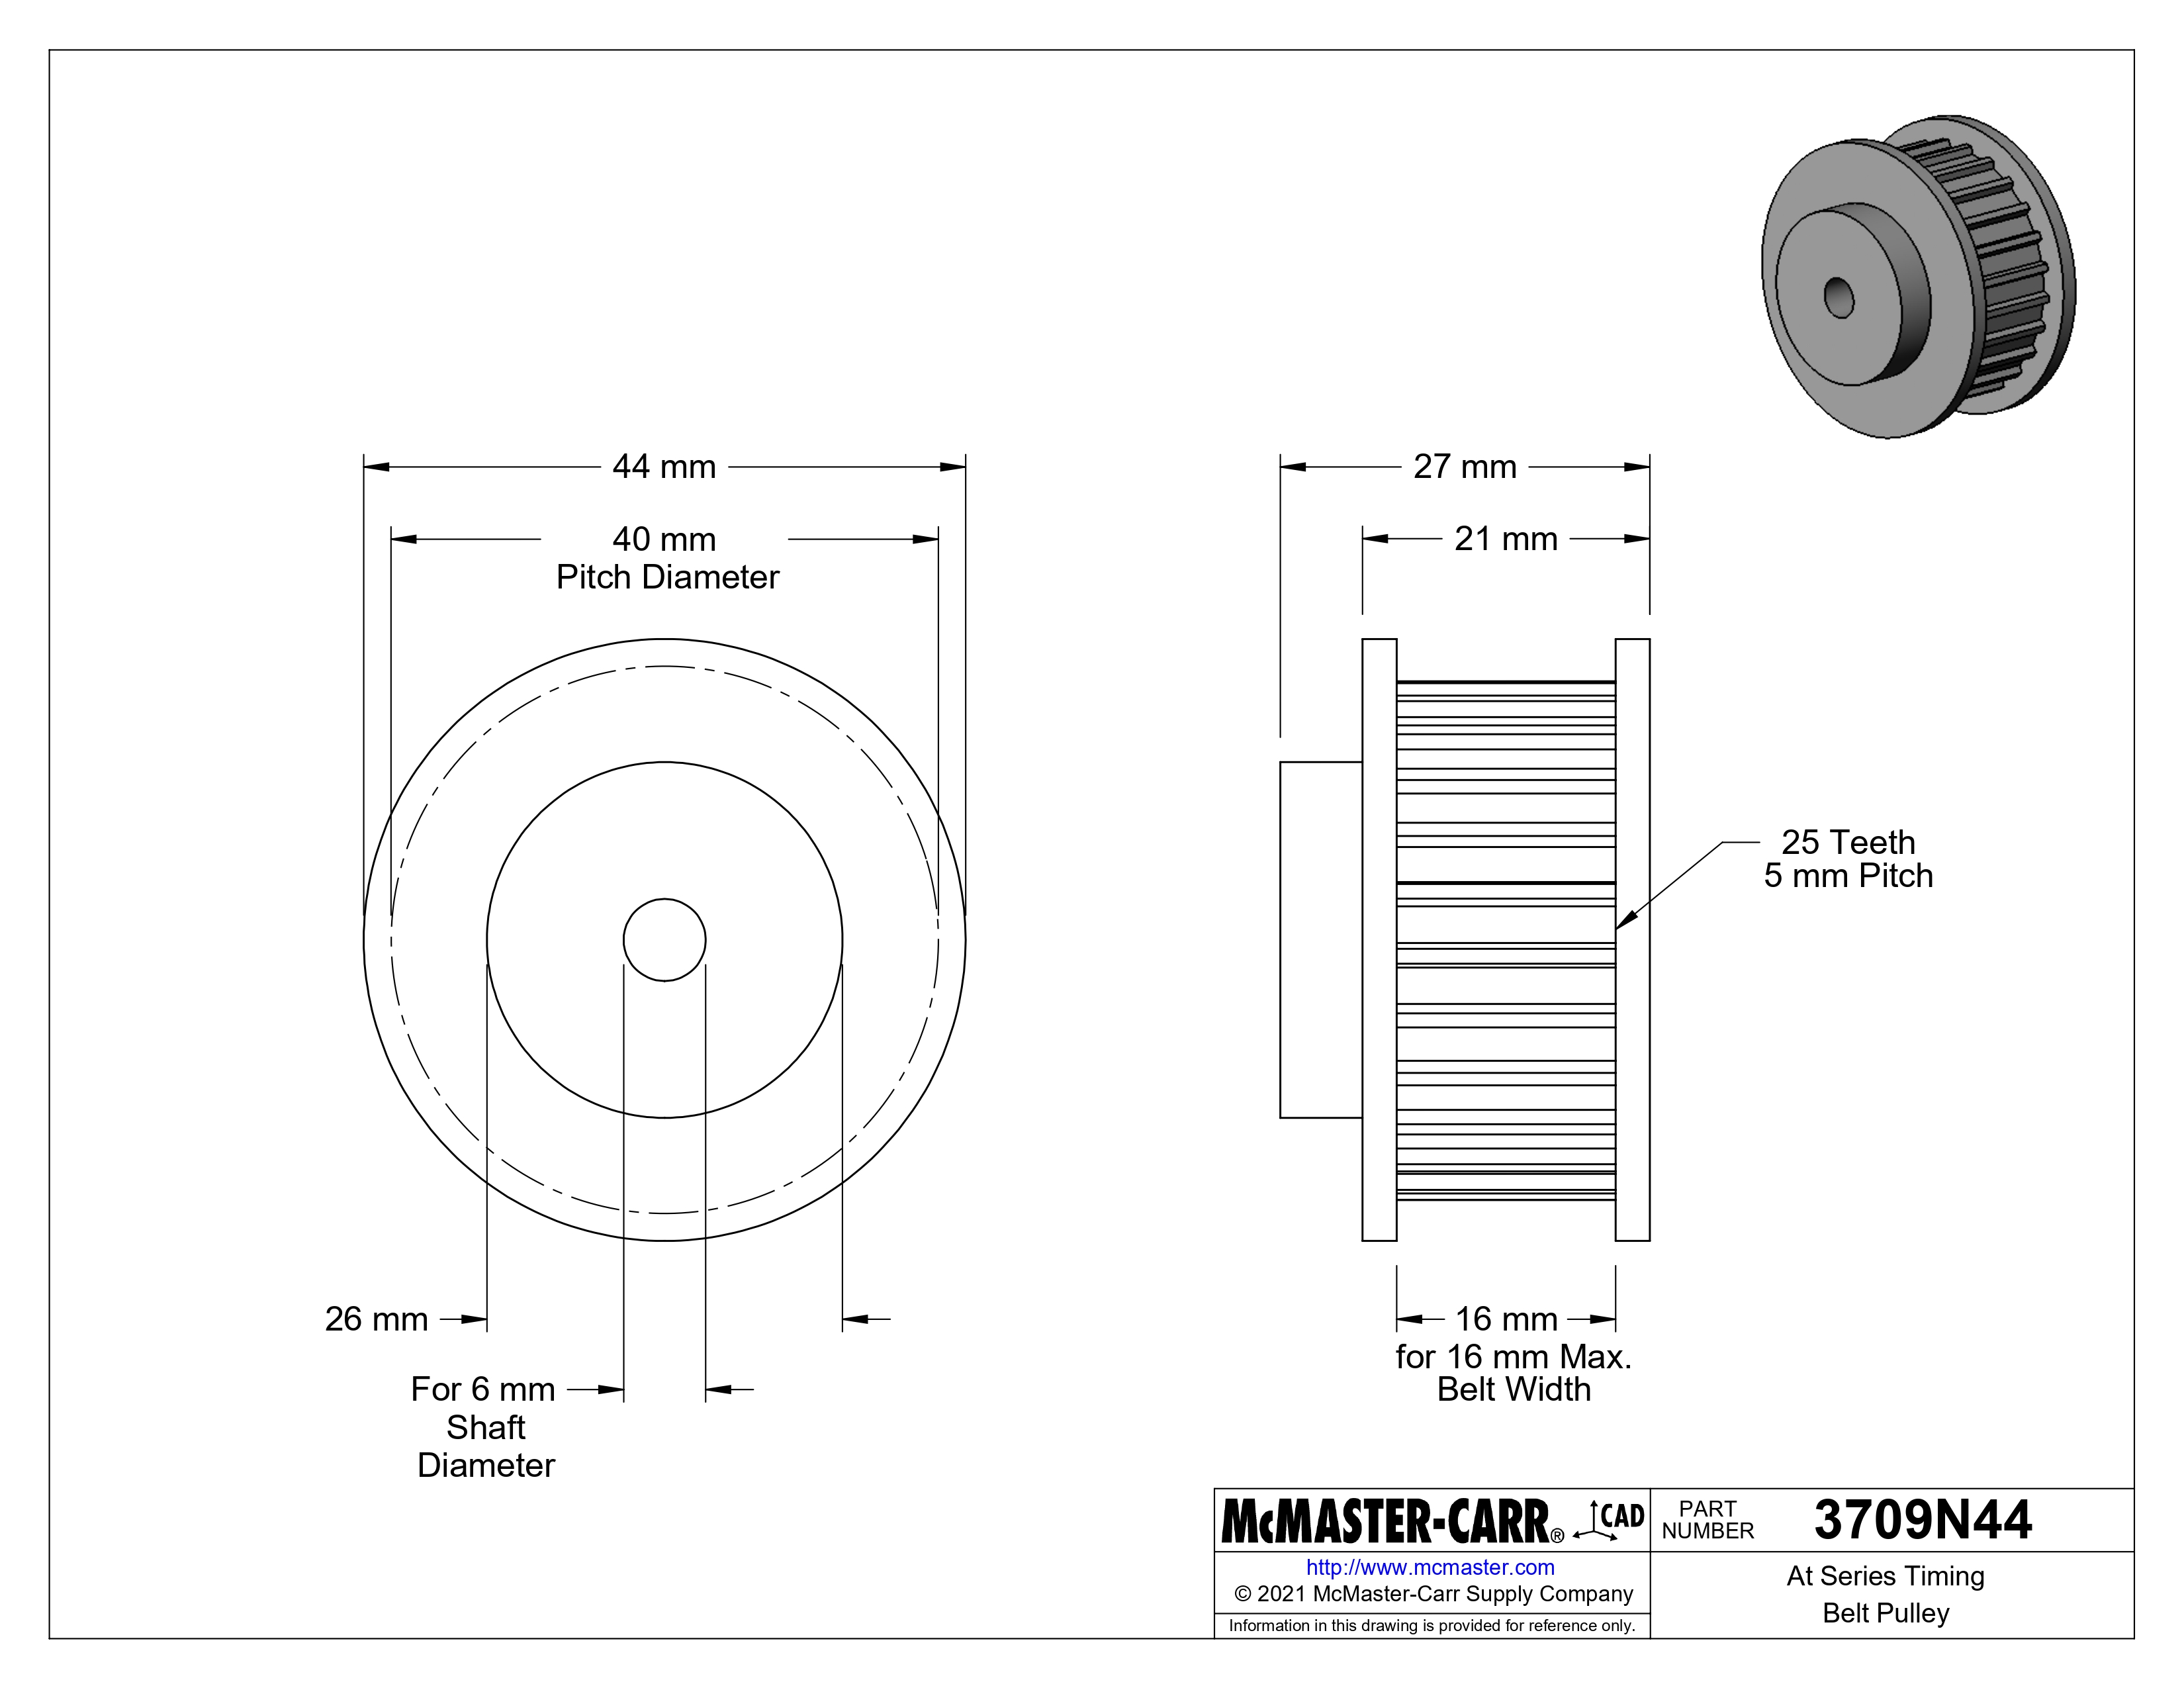 44 mm
40 mm
Pitch Diameter
26 mm
For 6 mm
Shaft
Diameter
27 mm
21 mm
25 Teeth
5 mm Pitch
16 mm
for 16 mm Max.
Belt Width
McMASTER-CARR® CAD
http://www.mcmaster.com
© 2021 McMaster-Carr Supply Company
Information in this drawing is provided for reference only.
PART
NUMBER
3709N44
At Series Timing
Belt Pulley